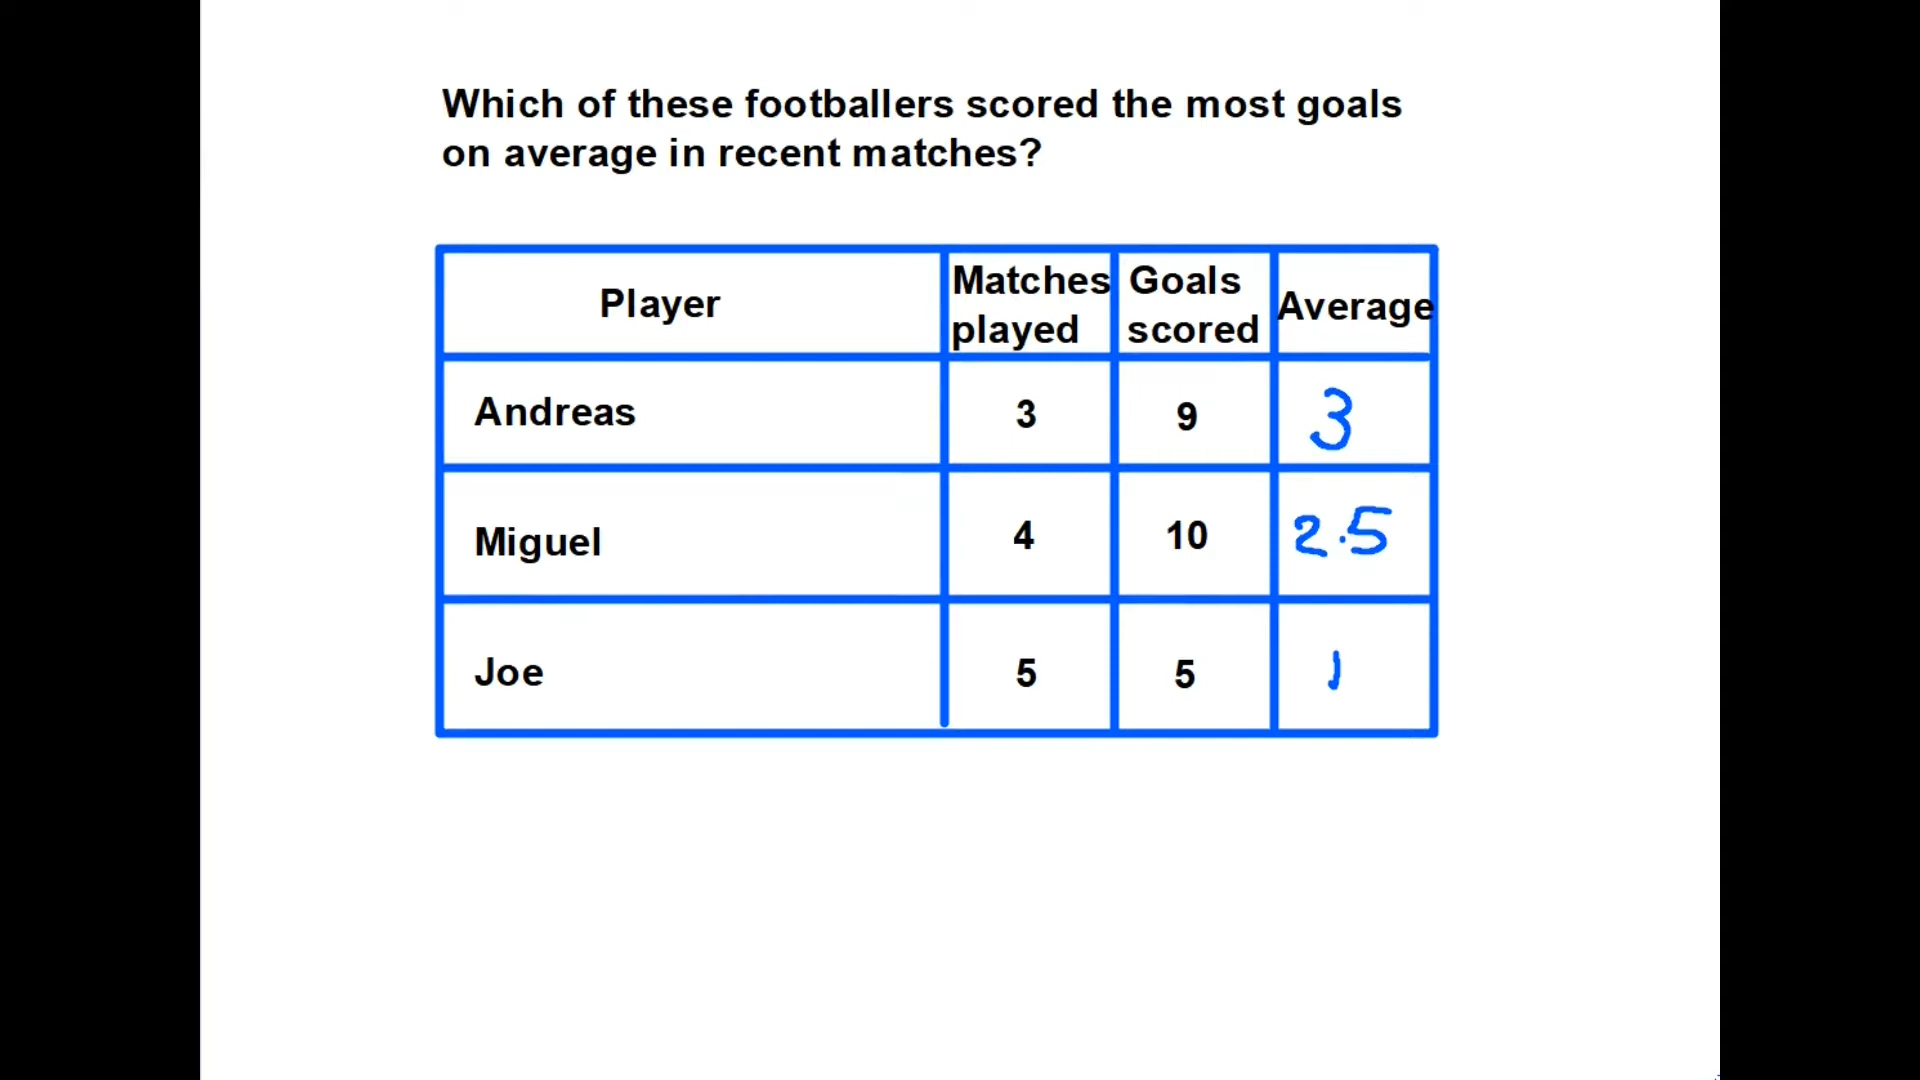 Which of these footballers scored the most goals
on average in recent matches?
Player Matches played Goals scored Average
Andreas 3 9 3
Miguel 4 10 2.5
Joe 5 5 1